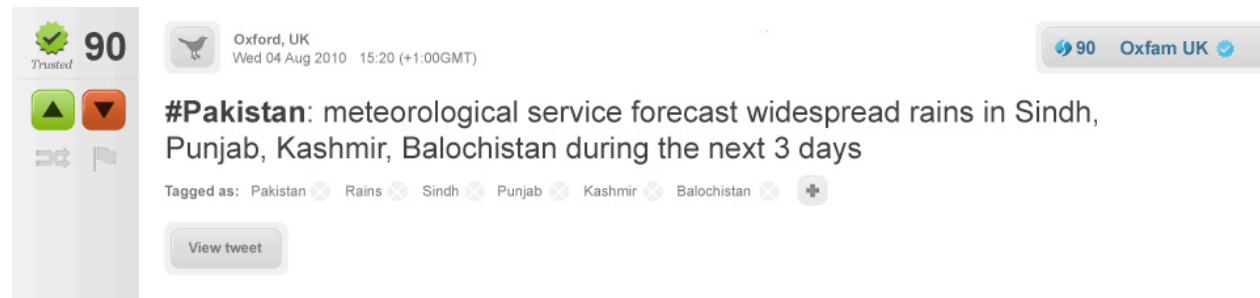 90
Trusted
Oxford, UK
Wed 04 Aug 2010 15:20 (+1:00GMT)
90 Oxfam UK
#Pakistan: meteorological service forecast widespread rains in Sindh,
Punjab, Kashmir, Balochistan during the next 3 days
Tagged as: Pakistan Rains Sindh Punjab Kashmir Balochistan
View tweet